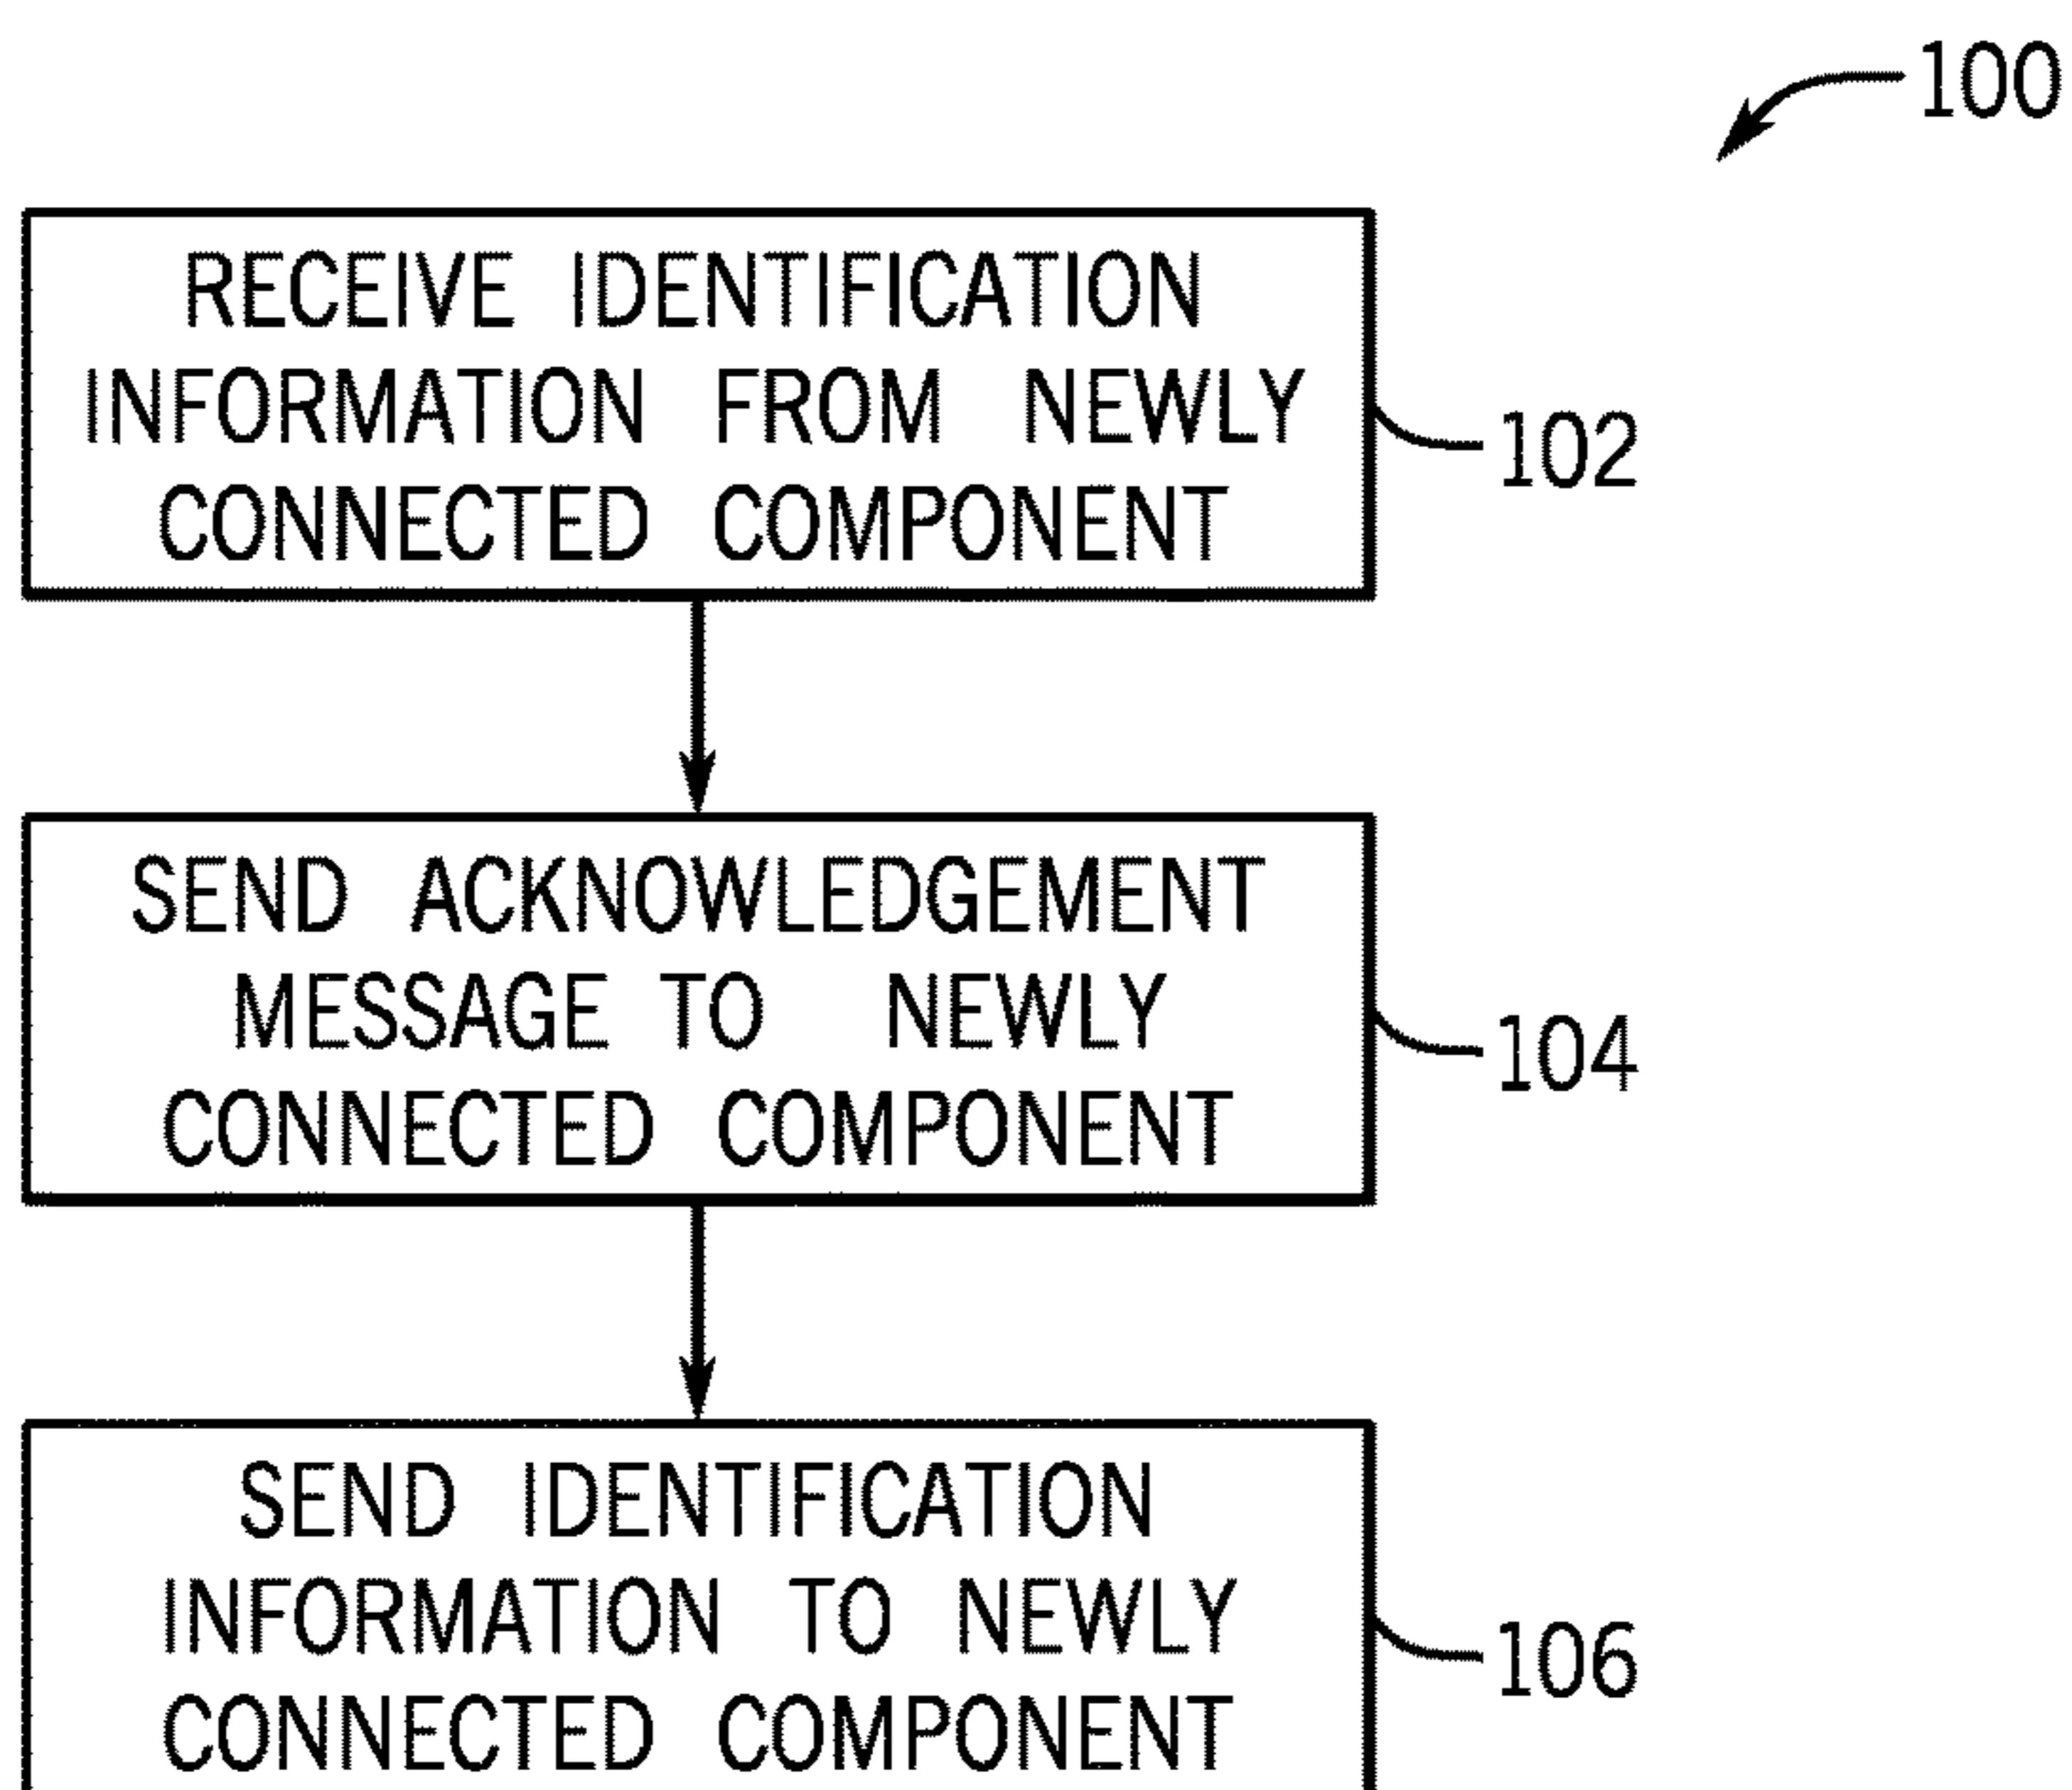 100
RECEIVE IDENTIFICATION
INFORMATION FROM NEWLY
CONNECTED COMPONENT
102
SEND ACKNOWLEDGEMENT
MESSAGE TO NEWLY
CONNECTED COMPONENT
104
SEND IDENTIFICATION
INFORMATION TO NEWLY
CONNECTED COMPONENT
106